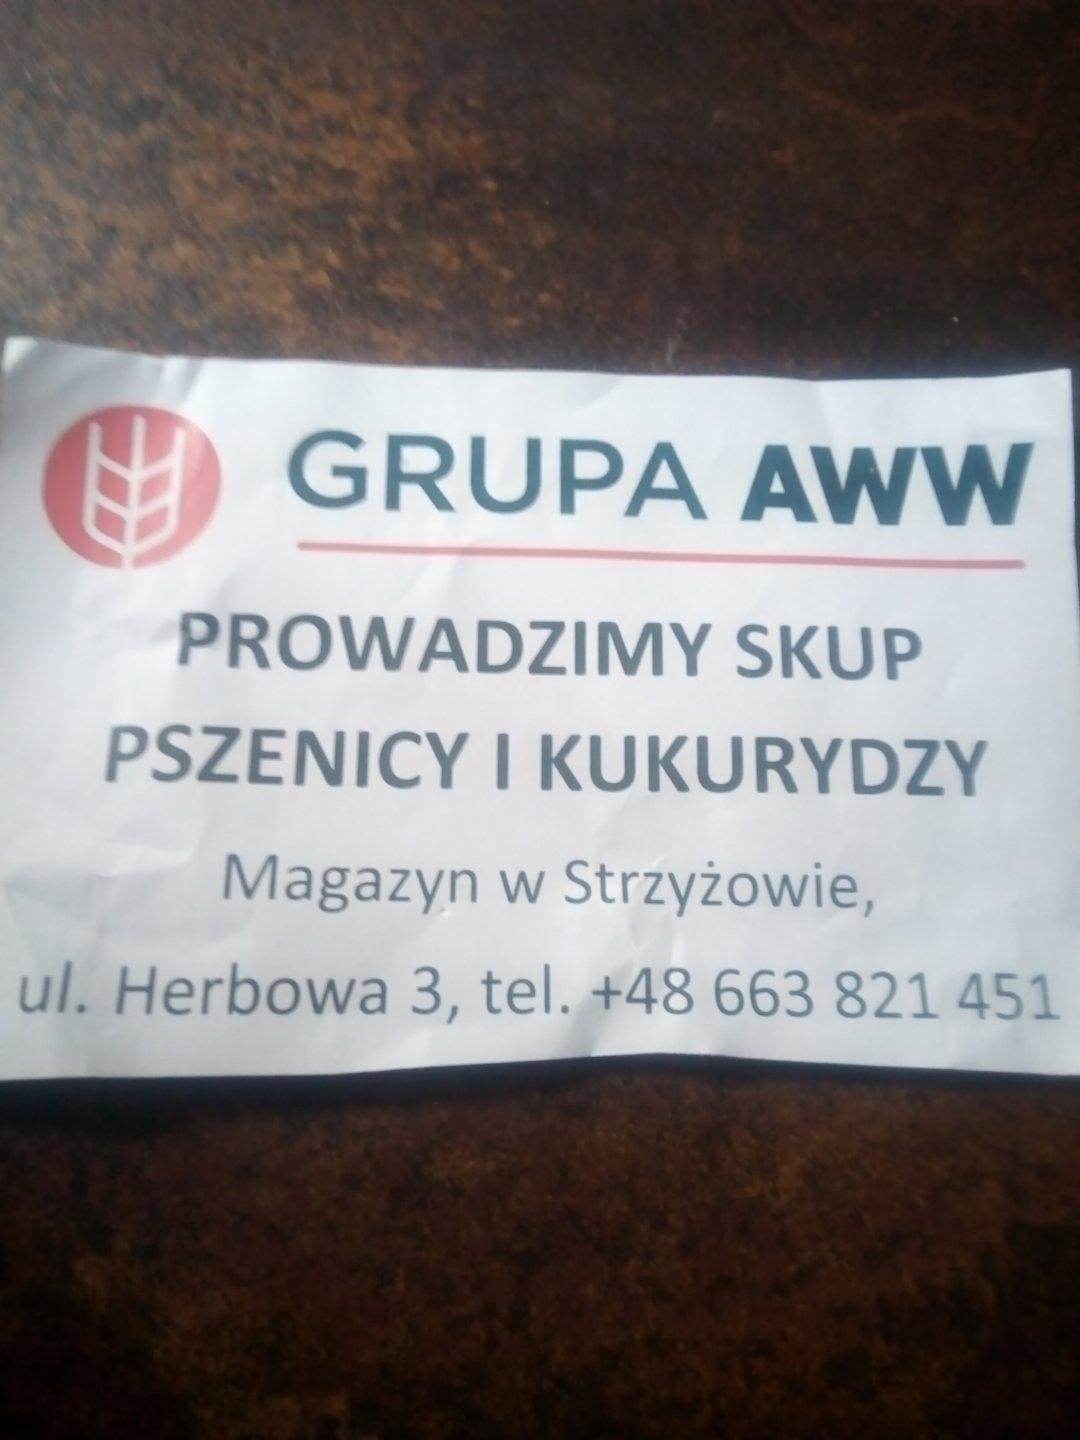 GRUPA AWW
PROWADZIMY SKUP
PSZENICY I KUKURYDZY
Magazyn w Strzyżowie,
ul. Herbowa 3, tel. +48 663 821 451